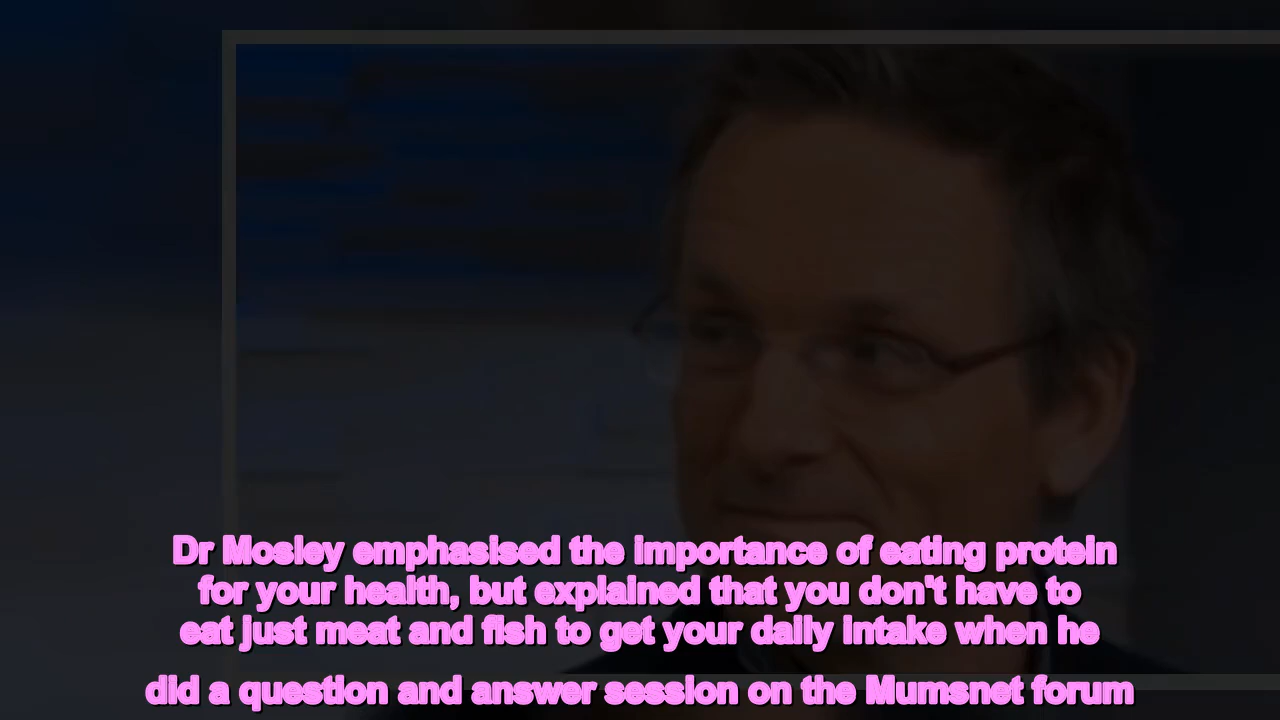 Dr Mosley emphasised the importance of eating protein
for your health, but explained that you don't have to
eat just meat and fish to get your daily intake when he
did a question and answer session on the Mumsnet forum